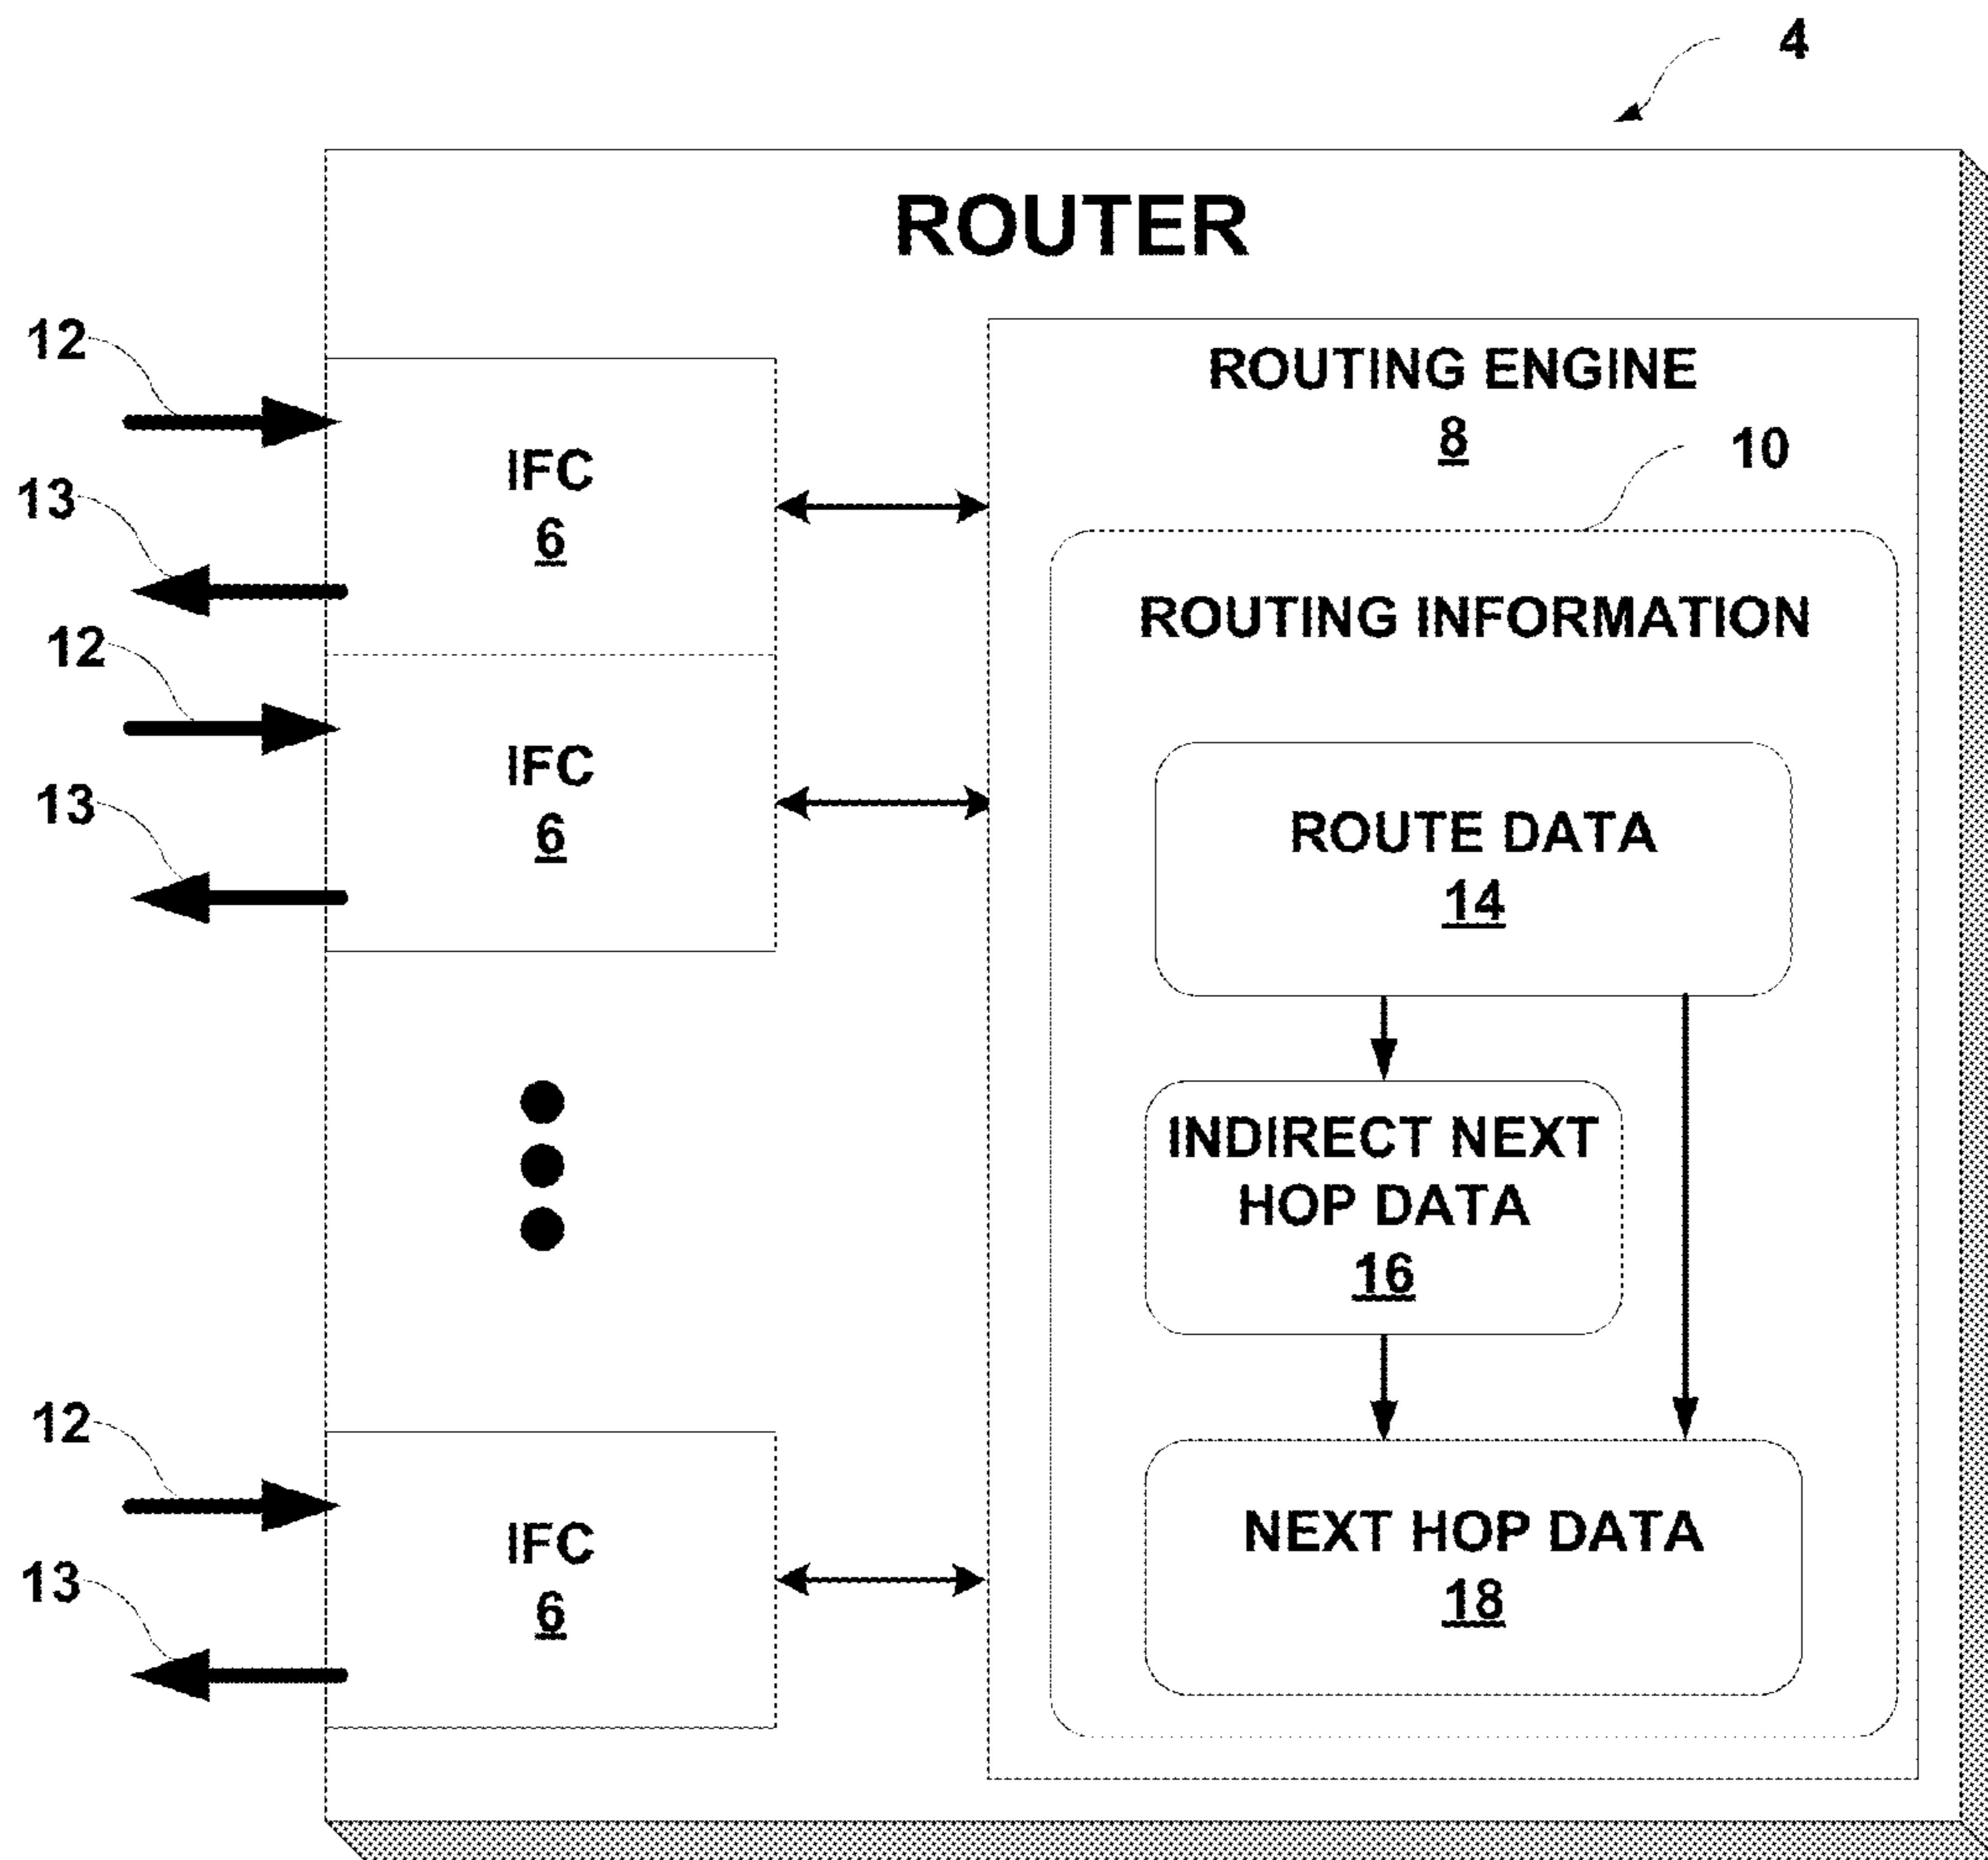 4
ROUTER
12
13
12
13
12
13
IFC
6
IFC
6
IFC
6
ROUTING ENGINE
8
10
ROUTING INFORMATION
ROUTE DATA
14
INDIRECT NEXT
HOP DATA
16
NEXT HOP DATA
18